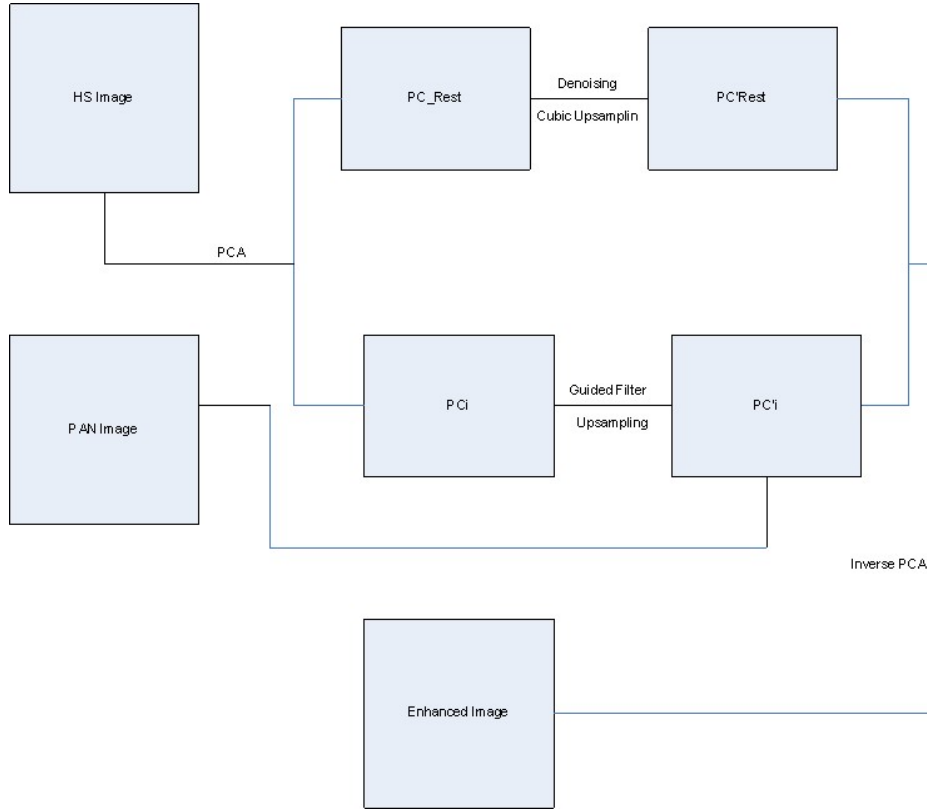 HS Image
PC_Rest
Denoising
Cubic Upsamplin
PC'Rest
PCA
PAN Image
PCi
Guided Filter
Upsampling
PC'i
Inverse PCA
Enhanced Image